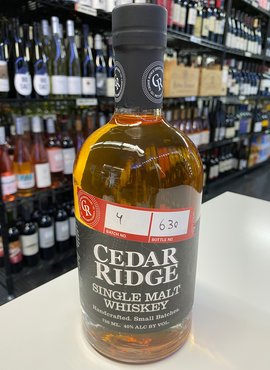 CR
CR
4
630
BATCH NO
BOTTLE NO
CEDAR
RIDGE
SINGLE MALT
WHISKEY
Handcrafted. Small Batches.
750 ML 40% ALC BY VOL